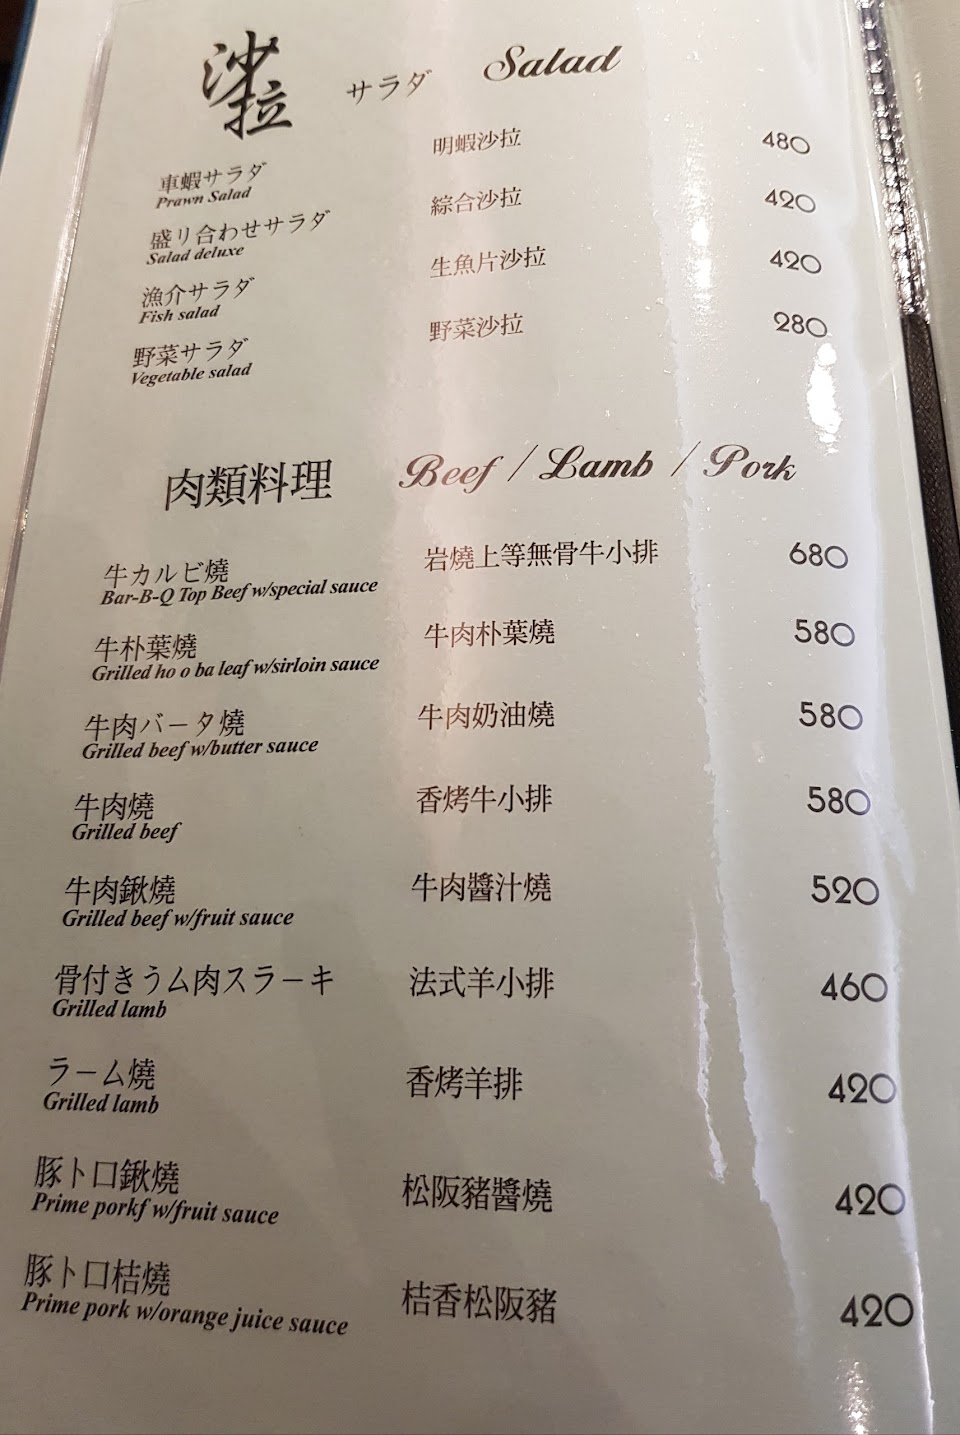 沙拉 サラダ Salad
車蝦サラダ 明蝦沙拉 480
Prawn Salad
盛り合わせサラダ 綜合沙拉 420
Salad deluxe
漁介サラダ 生魚片沙拉 420
Fish salad
野菜サラダ 野菜沙拉 280
Vegetable salad
肉類料理 Beef / Lamb / Pork
牛カルビ燒 岩燒上等無骨牛小排 680
Bar-B-Q Top Beef w/special sauce
牛朴葉燒 牛肉朴葉燒 580
Grilled ho o ba leaf w/sirloin sauce
牛肉バータ燒 牛肉奶油燒 580
Grilled beef w/butter sauce
牛肉燒 香烤牛小排 580
Grilled beef
牛肉鍬燒 牛肉醬汁燒 520
Grilled beef w/fruit sauce
骨付きうム肉スラーキ 法式羊小排 460
Grilled lamb
ラーム燒 香烤羊排 420
Grilled lamb
豚ト口鍬燒 松阪豬醬燒 420
Prime porkf w/fruit sauce
豚ト口桔燒 桔香松阪豬 420
Prime pork w/orange juice sauce